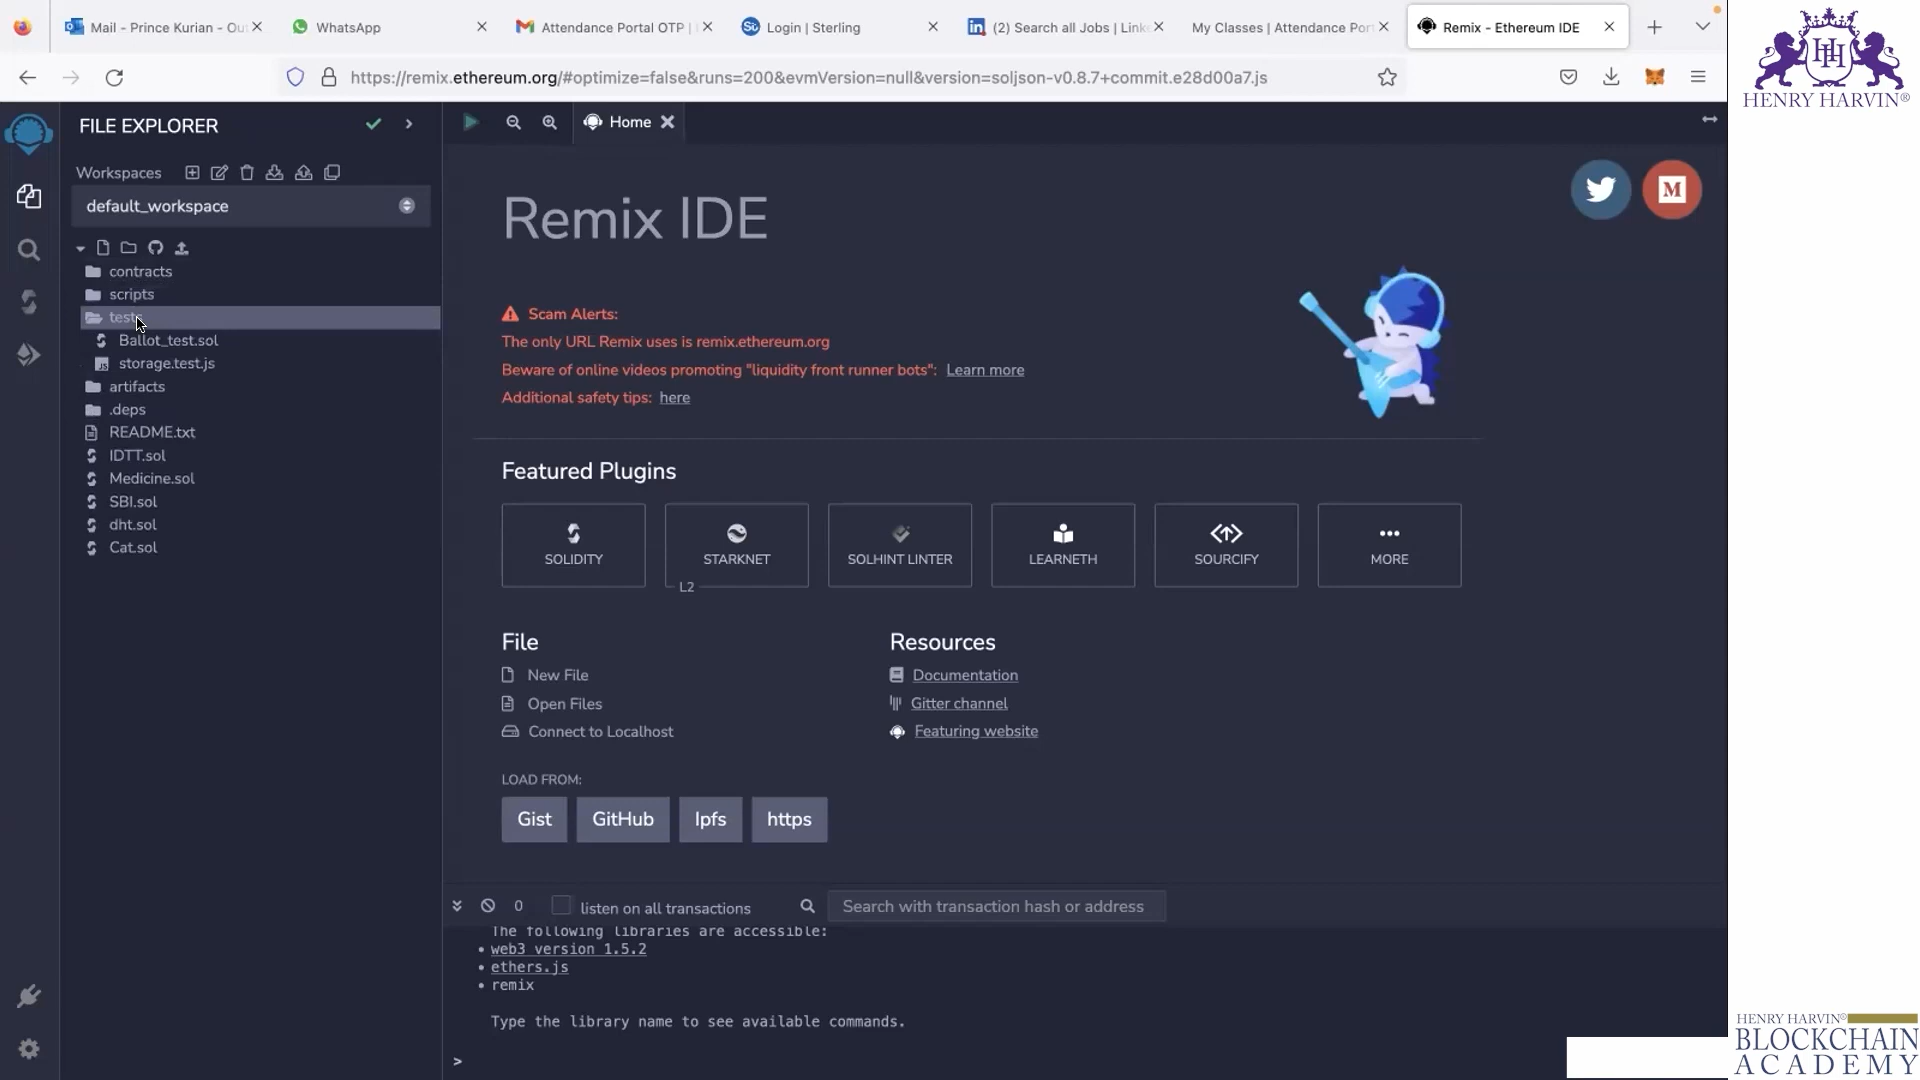 Mail - Prince Kurian - Ou
WhatsApp
Attendance Portal OTP |
Login | Sterling
(2) Search all Jobs | Link
My Classes | Attendance Por
Remix - Ethereum IDE
https://remix.ethereum.org/#optimize=false&runs=200&evmVersion=null&version=soljson-v0.8.7+commit.e28d00a7.js
HENRY HARVIN®
FILE EXPLORER
Home
Workspaces
default_workspace
contracts
scripts
tests
Ballot_test.sol
storage.test.js
artifacts
.deps
README.txt
IDTT.sol
Medicine.sol
SBI.sol
dht.sol
Cat.sol
Remix IDE
Scam Alerts:
The only URL Remix uses is remix.ethereum.org
Beware of online videos promoting "liquidity front runner bots": Learn more
Additional safety tips: here
Featured Plugins
SOLIDITY
STARKNET
L2
SOLHINT LINTER
LEARNETH
SOURCIFY
MORE
File
New File
Open Files
Connect to Localhost
Resources
Documentation
Gitter channel
Featuring website
LOAD FROM:
Gist
GitHub
Ipfs
https
0
listen on all transactions
Search with transaction hash or address
The following libraries are accessible:
• web3 version 1.5.2
• ethers.js
• remix
Type the library name to see available commands.
>
HENRY HARVIN®
BLOCKCHAIN
ACADEMY